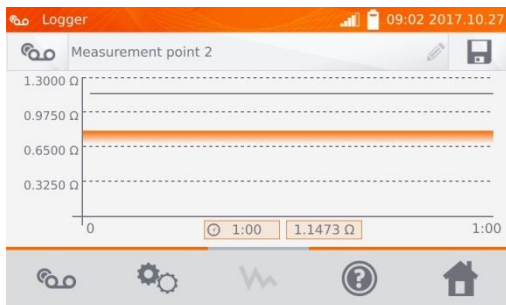 Logger 09:02 2017.10.27
Measurement point 2
1.3000 Ω
0.9750 Ω
0.6500 Ω
0.3250 Ω
0 1:00 1.1473 Ω 1:00